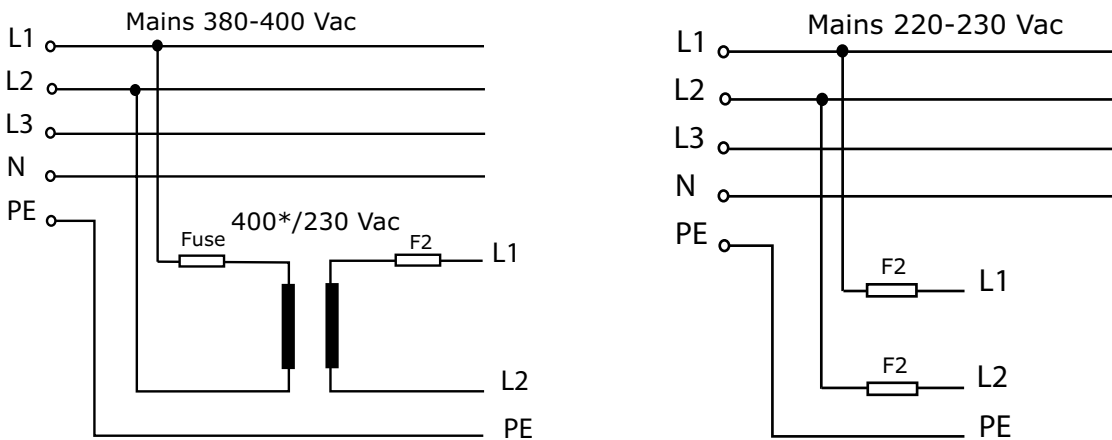 Mains 380-400 Vac
L1
L2
L3
N
PE
400*/230 Vac
Fuse
F2
L1
L2
PE
Mains 220-230 Vac
L1
L2
L3
N
PE
F2
L1
F2
L2
PE